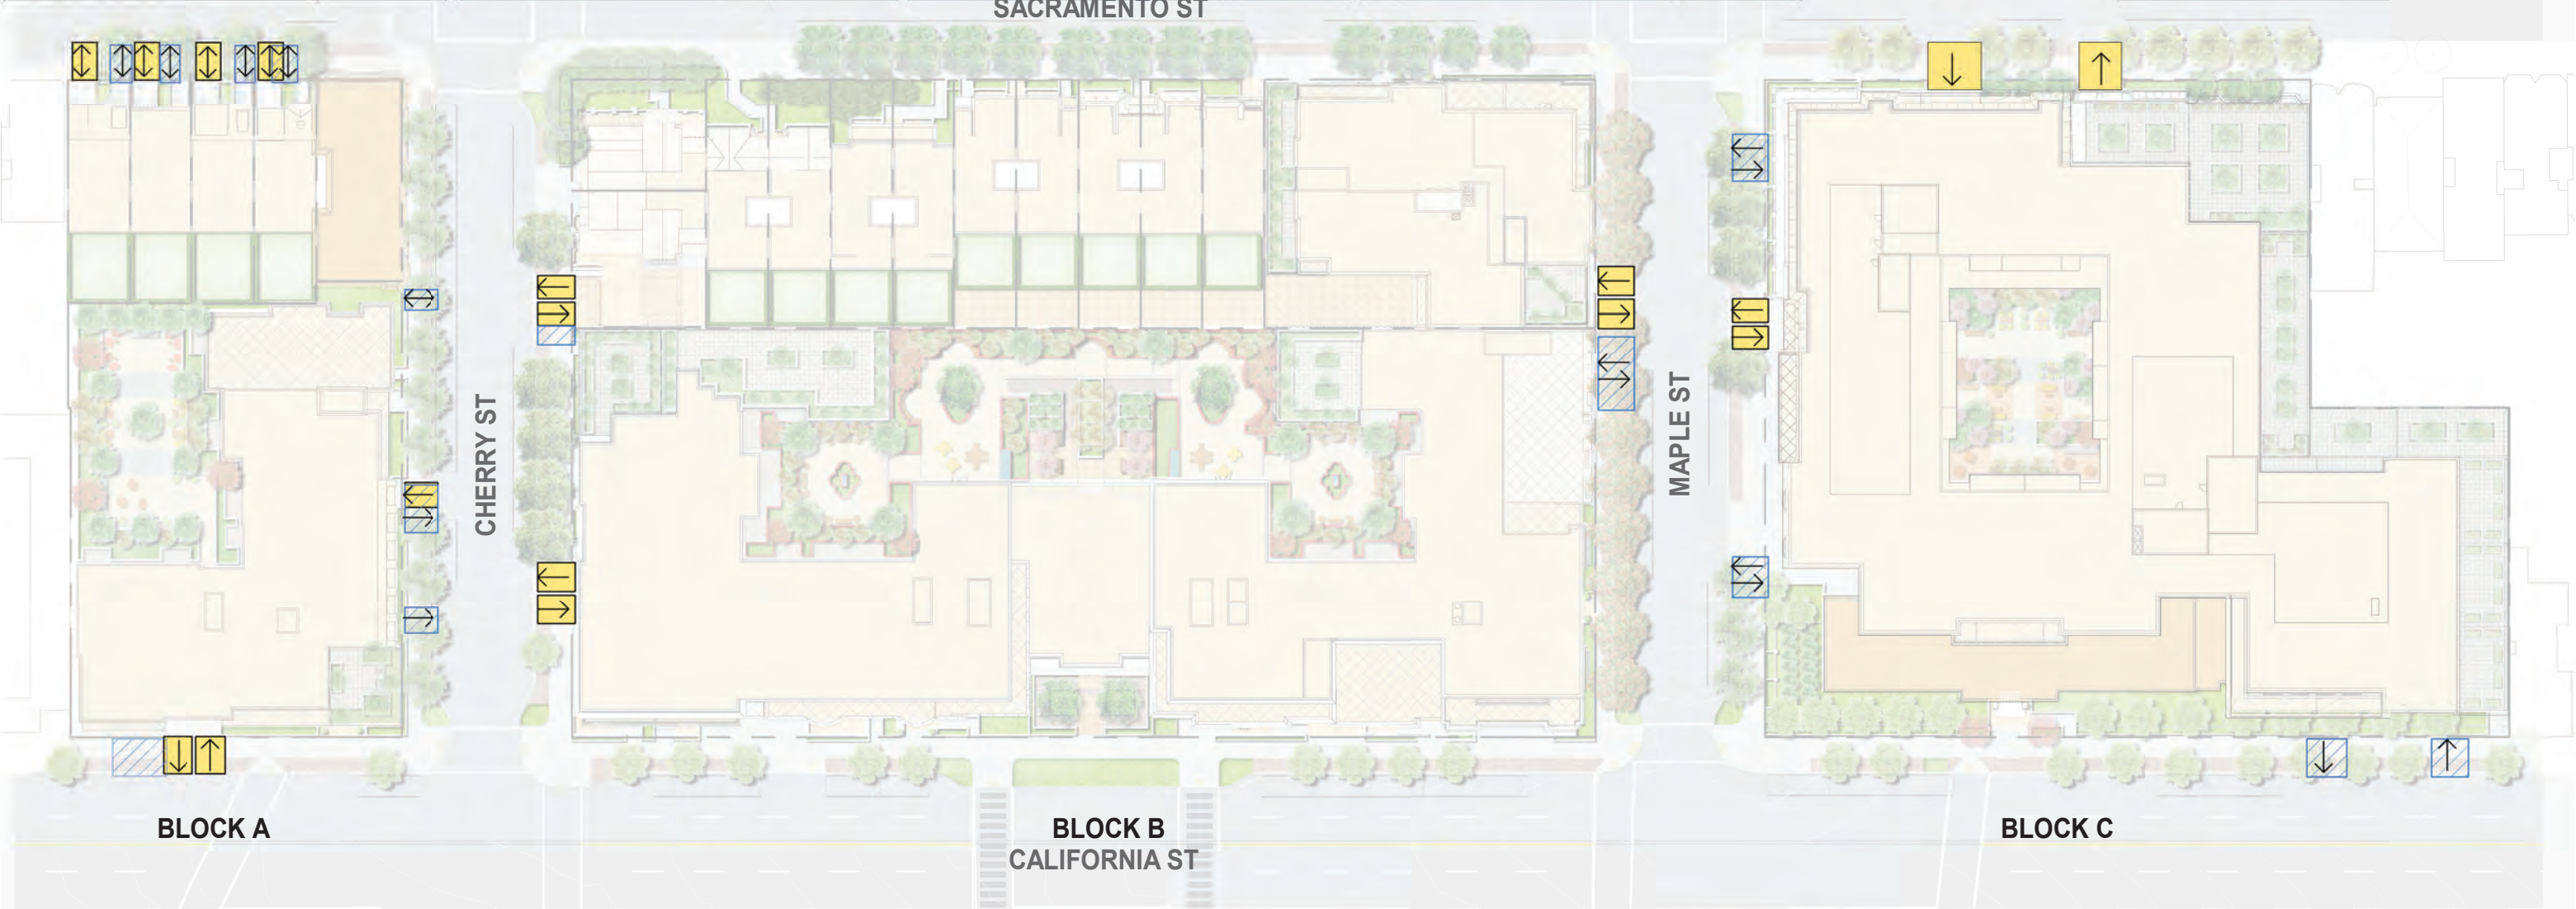 SACRAMENTO ST
CHERRY ST
MAPLE ST
BLOCK A
BLOCK B
BLOCK C
CALIFORNIA ST